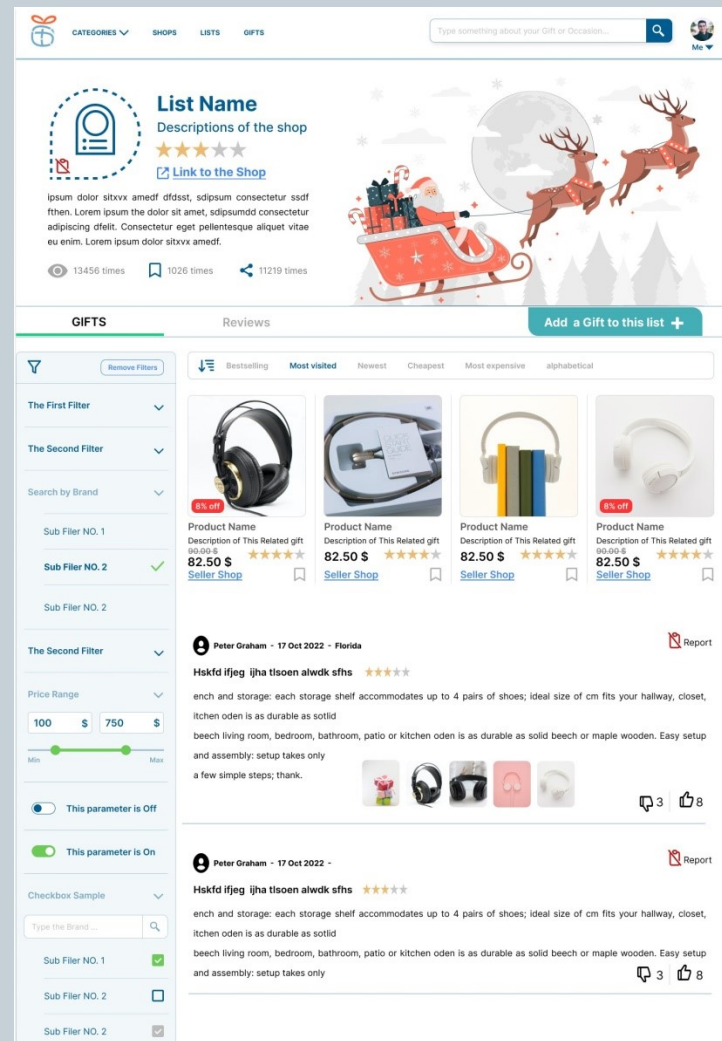 CATEGORIES SHOPS LISTS GIFTS
Type something about your Gift or Occasion...
Me
List Name
Descriptions of the shop
Link to the Shop
ipsum dolor sitxvx amedf dfdsst, sdipsum consectetur ssdf
fthen. Lorem ipsum the dolor sit amet, sdipsumdd consectetur
adipiscing dfelit. Consectetur eget pellentesque aliquet vitae
eu enim. Lorem ipsum dolor sitxvx amedf.
13456 times 1026 times 11219 times
GIFTS Reviews Add a Gift to this list +
Remove Filters
The First Filter
The Second Filter
Search by Brand
Sub Filer NO. 1
Sub Filer NO. 2
Sub Filer NO. 2
The Second Filter
Price Range
100 $ 750 $
Min Max
This parameter is Off
This parameter is On
Checkbox Sample
Type the Brand ...
Sub Filer NO. 1
Sub Filer NO. 2
Sub Filer NO. 2
Bestselling Most visited Newest Cheapest Most expensive alphabetical
8% off
Product Name
Description of This Related gift
90.00 $
82.50 $
Seller Shop
QUICK START GUIDE
Product Name
Description of This Related gift
82.50 $
Seller Shop
Product Name
Description of This Related gift
82.50 $
Seller Shop
8% off
Product Name
Description of This Related gift
90.00 $
82.50 $
Seller Shop
Peter Graham - 17 Oct 2022 - Florida Report
Hskfd ifjeg ijha tlsoen alwdk sfhs
ench and storage: each storage shelf accommodates up to 4 pairs of shoes; ideal size of cm fits your hallway, closet,
itchen oden is as durable as sotlid
beech living room, bedroom, bathroom, patio or kitchen oden is as durable as solid beech or maple wooden. Easy setup
and assembly: setup takes only
a few simple steps; thank.
3 8
Peter Graham - 17 Oct 2022 - Report
Hskfd ifjeg ijha tlsoen alwdk sfhs
ench and storage: each storage shelf accommodates up to 4 pairs of shoes; ideal size of cm fits your hallway, closet,
itchen oden is as durable as sotlid
beech living room, bedroom, bathroom, patio or kitchen oden is as durable as solid beech or maple wooden. Easy setup
and assembly: setup takes only
3 8